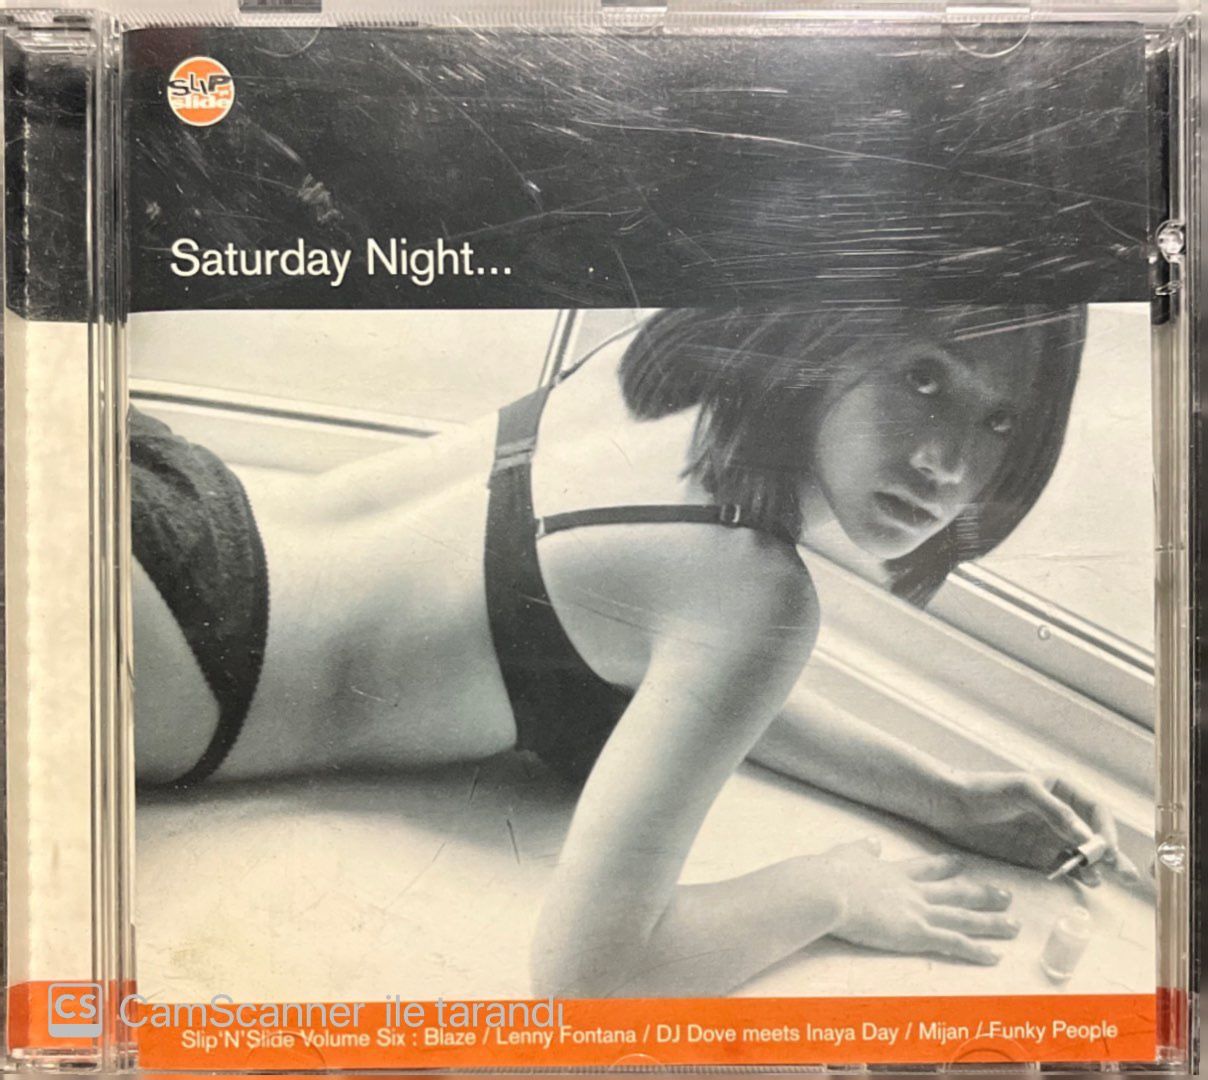 SLIP 'n' slide
Saturday Night...
CS CamScanner ile tarandı
Slip'N'Slide Volume Six : Blaze / Lenny Fontana / DJ Dove meets Inaya Day / Mijan / Funky People